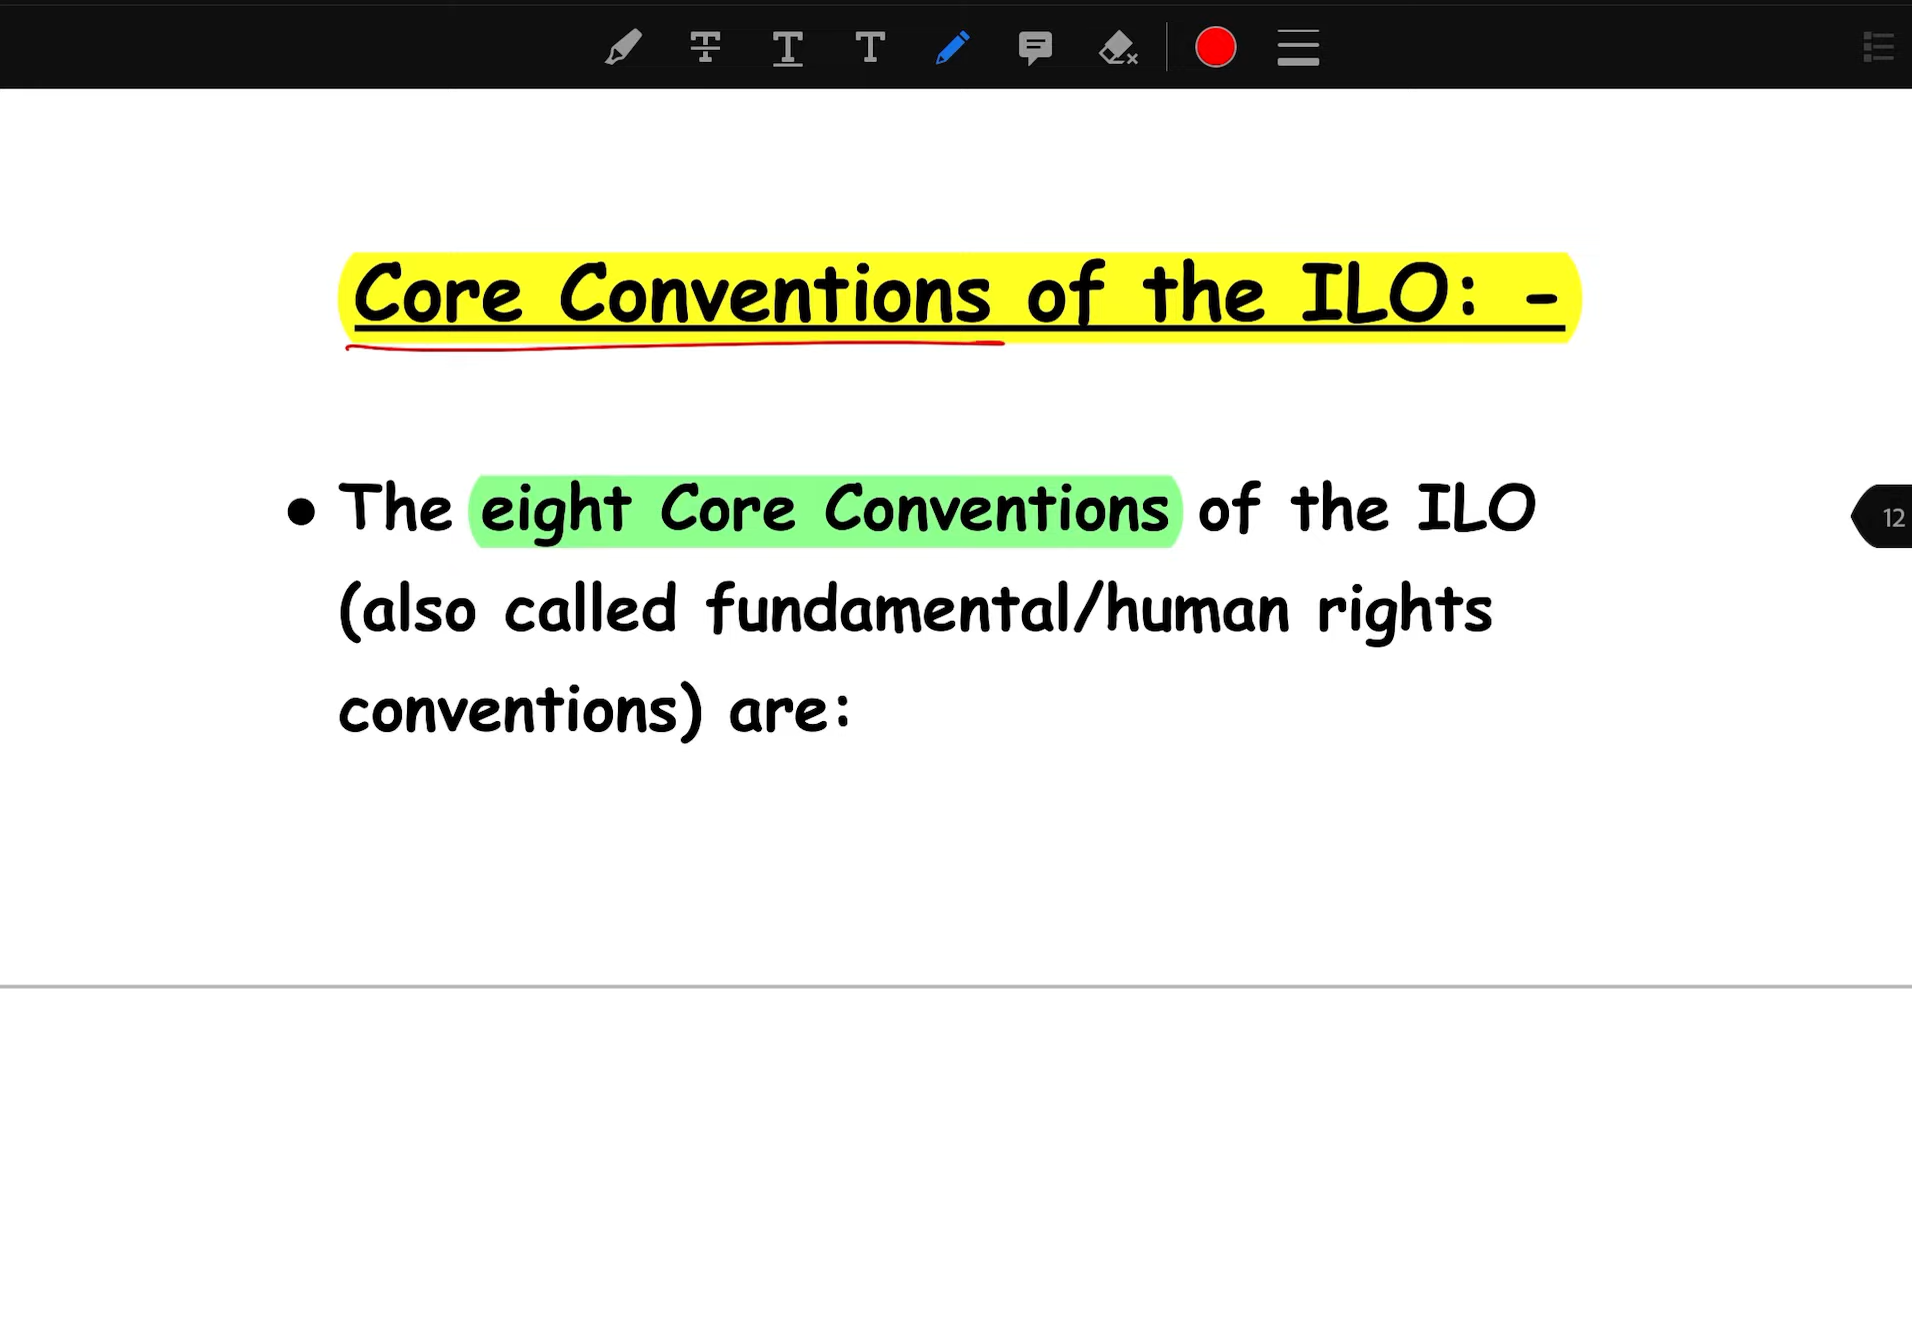 Core Conventions of the ILO: -
• The eight Core Conventions of the ILO
(also called fundamental/human rights
conventions) are:
12